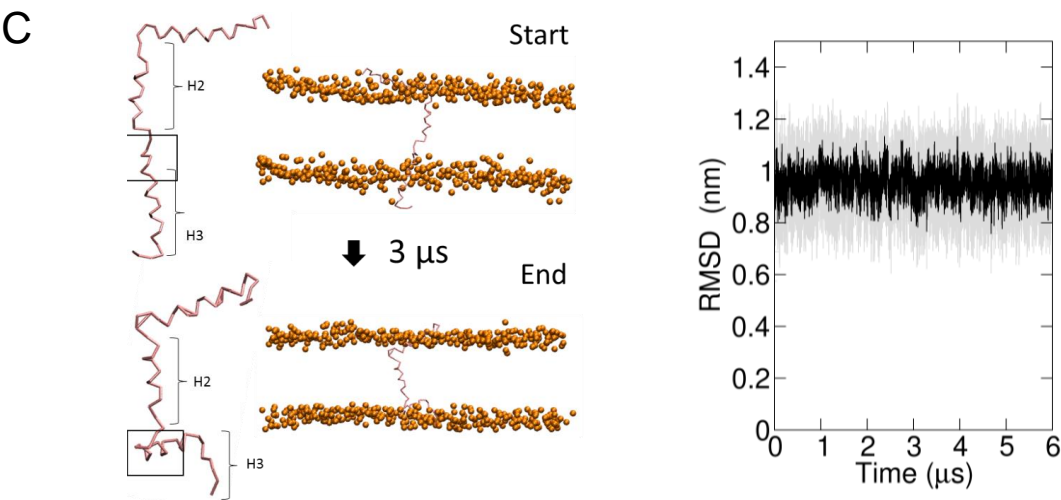 C
Start
H2
H3
3 μs
End
H2
H3
RMSD (nm)
1.4
1.2
1
0.8
0.6
0.4
0.2
0
0 1 2 3 4 5 6
Time (μs)